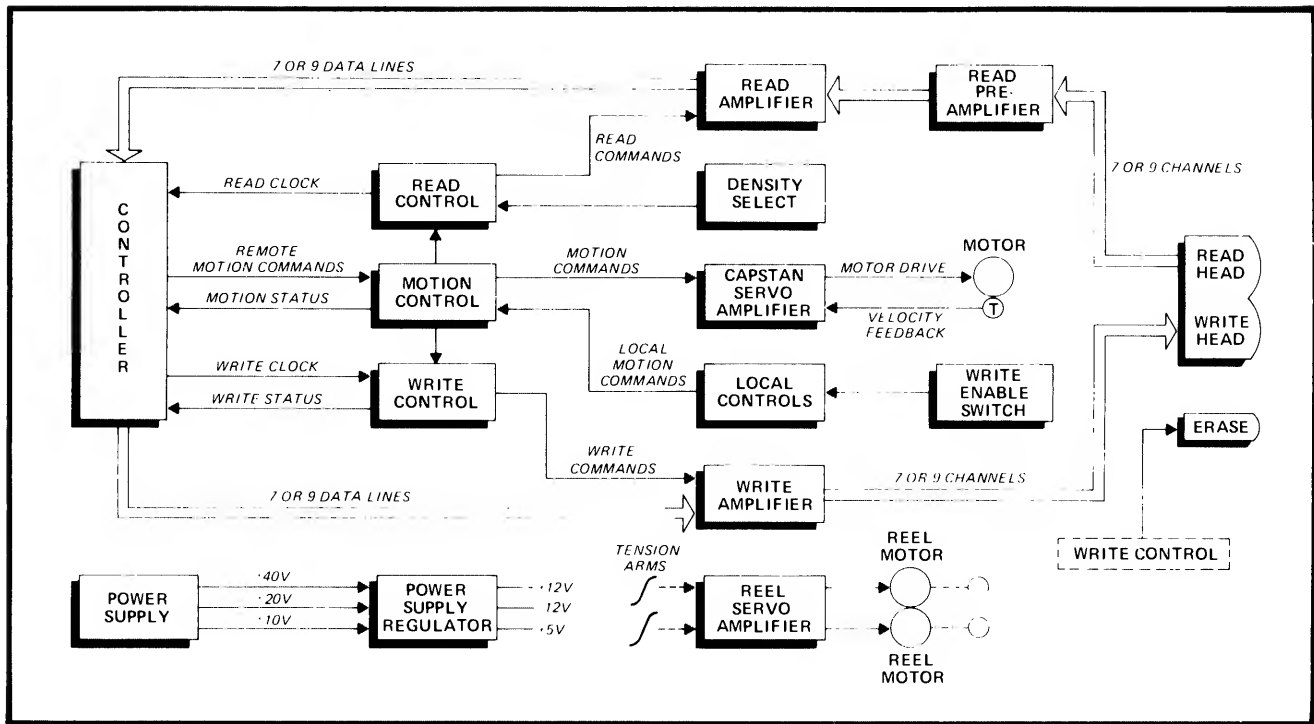 7 OR 9 DATA LINES
READ
AMPLIFIER
READ
PRE-
AMPLIFIER
READ
COMMANDS
7 OR 9 CHANNELS
CONTROLLER
READ CLOCK
READ
CONTROL
DENSITY
SELECT
REMOTE
MOTION COMMANDS
MOTION STATUS
MOTION
CONTROL
MOTION
COMMANDS
CAPSTAN
SERVO
AMPLIFIER
MOTOR DRIVE
MOTOR
T
VELOCITY
FEEDBACK
READ
HEAD
WRITE
HEAD
WRITE CLOCK
WRITE STATUS
WRITE
CONTROL
LOCAL
MOTION
COMMANDS
LOCAL
CONTROLS
WRITE
ENABLE
SWITCH
ERASE
WRITE
COMMANDS
7 OR 9 DATA LINES
WRITE
AMPLIFIER
7 OR 9 CHANNELS
WRITE CONTROL
POWER
SUPPLY
40V
20V
10V
POWER
SUPPLY
REGULATOR
12V
12V
5V
TENSION
ARMS
REEL
SERVO
AMPLIFIER
REEL
MOTOR
REEL
MOTOR